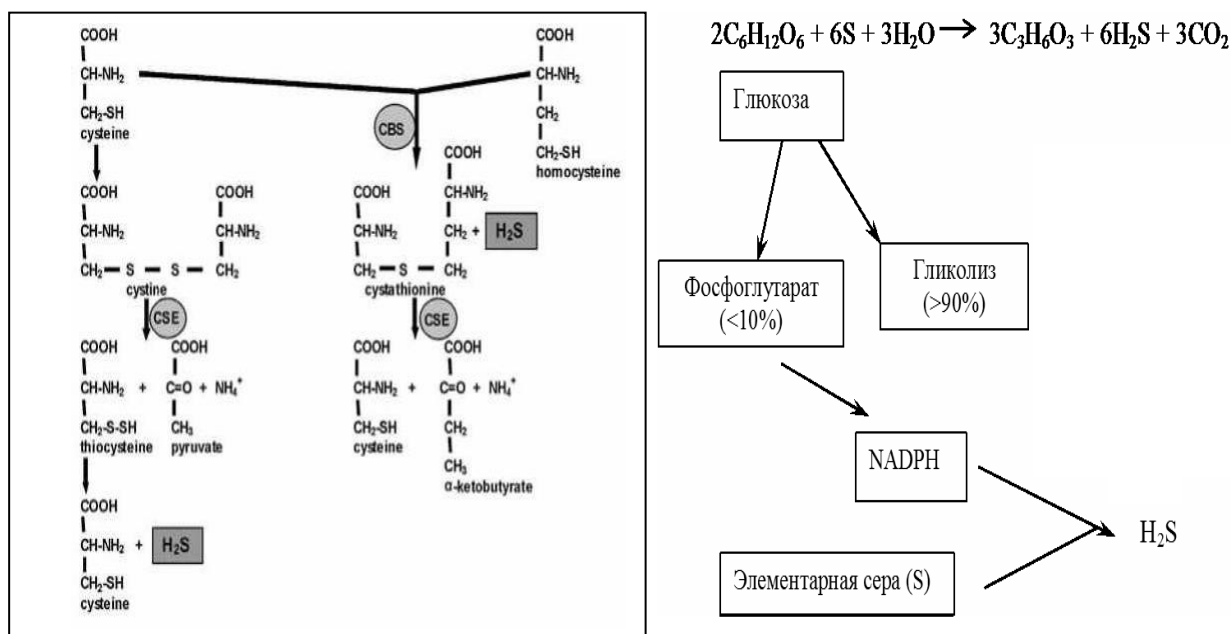 COOH
CH-NH₂
CH₂-SH
cysteine
CBS
COOH
CH-NH₂
CH₂
CH₂-SH
homocysteine
COOH
CH-NH₂
CH₂ – S – S – CH₂
COOH
CH-NH₂
cystine
COOH
CH-NH₂
CH₂ – S – CH₂
COOH
CH-NH₂
CH₂ + H₂S
cystathionine
CSE
CSE
COOH
CH-NH₂ +
CH₂-S-SH
thiocysteine
COOH
C=O + NH₄⁺
CH₃
pyruvate
COOH
CH-NH₂ +
CH₂-SH
cysteine
COOH
C=O + NH₄⁺
CH₂
CH₃
α-ketobutyrate
COOH
CH-NH₂ + H₂S
CH₂-SH
cysteine
2C₆H₁₂O₆ + 6S + 3H₂O → 3C₃H₆O₃ + 6H₂S + 3CO₂
Глюкоза
Фосфоглутарат
(<10%)
Гликолиз
(>90%)
NADPH
H₂S
Элементарная сера (S)